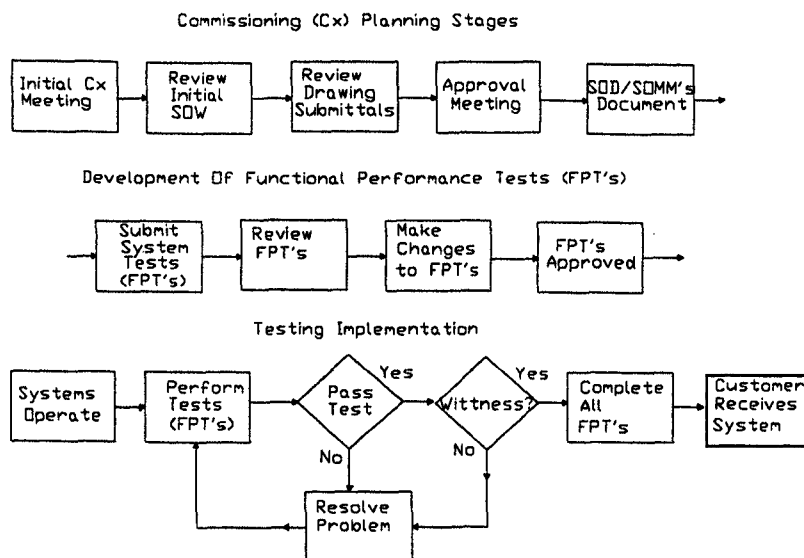 Commissioning (Cx) Planning Stages
Initial Cx
Meeting
Review
Initial
SOW
Review
Drawing
Submittals
Approval
Meeting
SOD/SOMM's
Document
Development Of Functional Performance Tests (FPT's)
Submit
System
Tests
(FPT's)
Review
FPT's
Make
Changes
to FPT's
FPT's
Approved
Testing Implementation
Systems
Operate
Perform
Tests
(FPT's)
Pass
Test
Yes
No
Wittness?
Yes
No
Complete
All
FPT's
Customer
Receives
System
Resolve
Problem